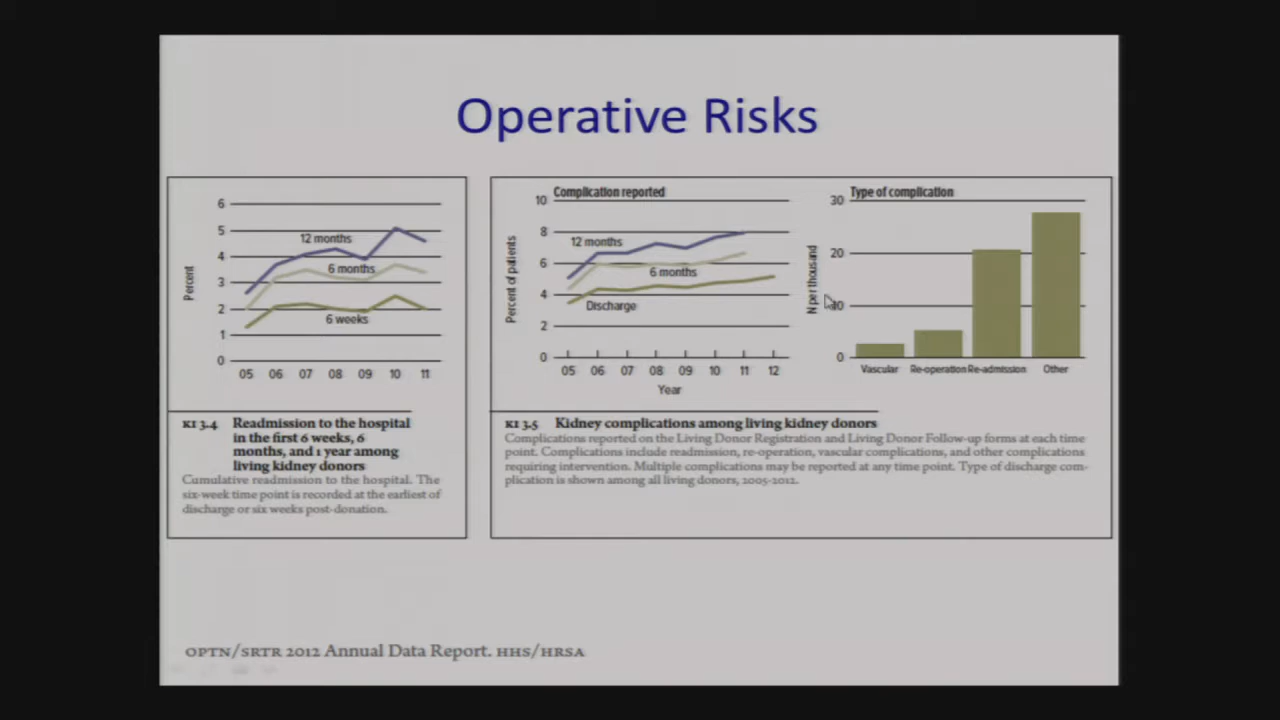 Operative Risks
6
5
4
3
2
1
0
Percent
12 months
6 months
6 weeks
05 06 07 08 09 10 11
KI 3.4 Readmission to the hospital
in the first 6 weeks, 6
months, and 1 year among
living kidney donors
Cumulative readmission to the hospital. The
six-week time point is recorded at the earliest of
discharge or six weeks post-donation.
Complication reported
10
8
6
4
2
0
Percent of patients
12 months
6 months
Discharge
05 06 07 08 09 10 11 12
Year
Type of complication
30
20
10
0
N per thousand
Vascular Re-operation Re-admission Other
KI 3.5 Kidney complications among living kidney donors
Complications reported on the Living Donor Registration and Living Donor Follow-up forms at each time
point. Complications include readmission, re-operation, vascular complications, and other complications
requiring intervention. Multiple complications may be reported at any time point. Type of discharge com-
plication is shown among all living donors, 2005-2012.
OPTN/SRTR 2012 Annual Data Report. HHS/HRSA